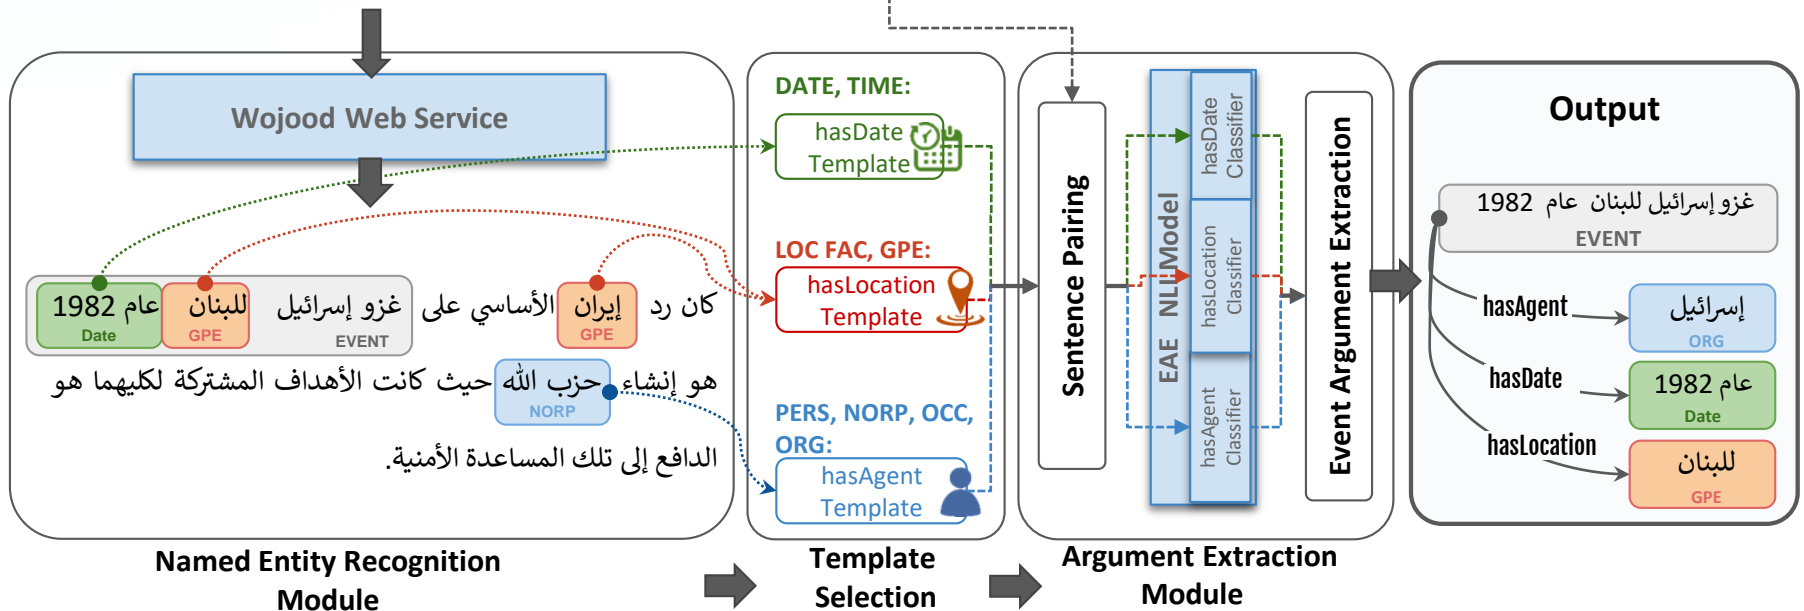 Wojood Web Service
كان رد إيران الأساسي على غزو إسرائيل للبنان عام 1982
GPE
EVENT
GPE
Date
هو إنشاء حزب الله حيث كانت الأهداف المشتركة لكليهما هو
NORP
الدافع إلى تلك المساعدة الأمنية.
Named Entity Recognition
Module
DATE, TIME:
hasDate
Template
LOC FAC, GPE:
hasLocation
Template
PERS, NORP, OCC,
ORG:
hasAgent
Template
Template
Selection
Sentence Pairing
EAE NLI Model
hasDate
Classifier
hasLocation
Classifier
hasAgent
Classifier
Event Argument Extraction
Argument Extraction
Module
Output
غزو إسرائيل للبنان عام 1982
EVENT
hasAgent
إسرائيل
ORG
hasDate
عام 1982
Date
hasLocation
للبنان
GPE